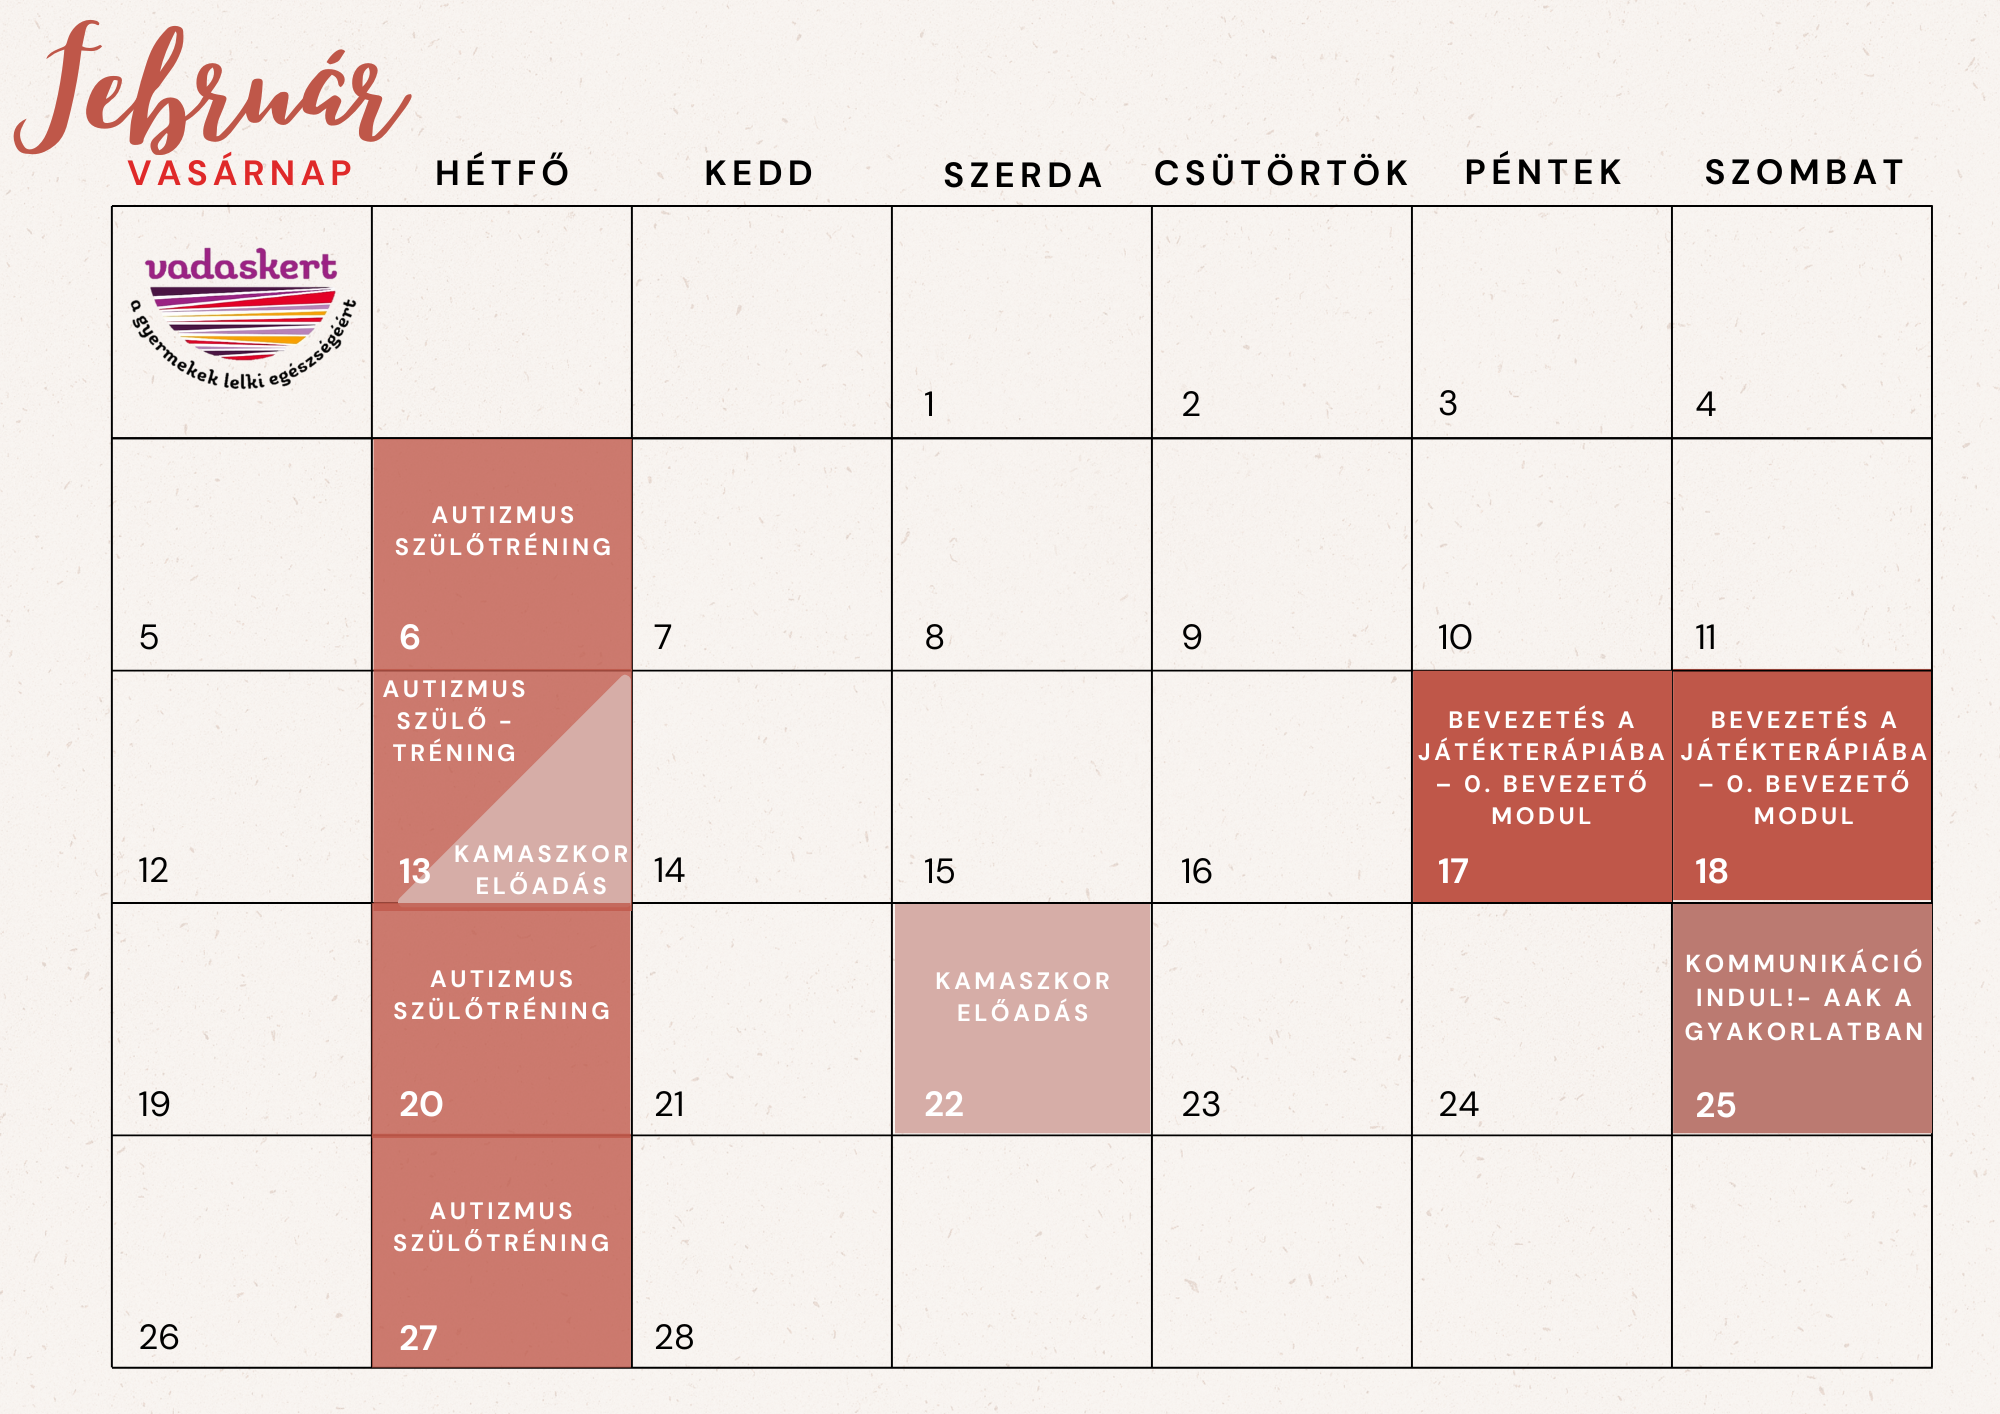 Február
VASÁRNAP HÉTFŐ KEDD SZERDA CSÜTÖRTÖK PÉNTEK SZOMBAT
vadaskert
a gyermekek lelki egészségéért
1 2 3 4
AUTIZMUS
SZÜLŐTRÉNING
5 6 7 8 9 10 11
AUTIZMUS
SZÜLŐ -
TRÉNING
KAMASZKOR
ELŐADÁS
BEVEZETÉS A
JÁTÉKTERÁPIÁBA
– 0. BEVEZETŐ
MODUL
BEVEZETÉS A
JÁTÉKTERÁPIÁBA
– 0. BEVEZETŐ
MODUL
12 13 14 15 16 17 18
AUTIZMUS
SZÜLŐTRÉNING
KAMASZKOR
ELŐADÁS
KOMMUNIKÁCIÓ
INDUL!- AAK A
GYAKORLATBAN
19 20 21 22 23 24 25
AUTIZMUS
SZÜLŐTRÉNING
26 27 28